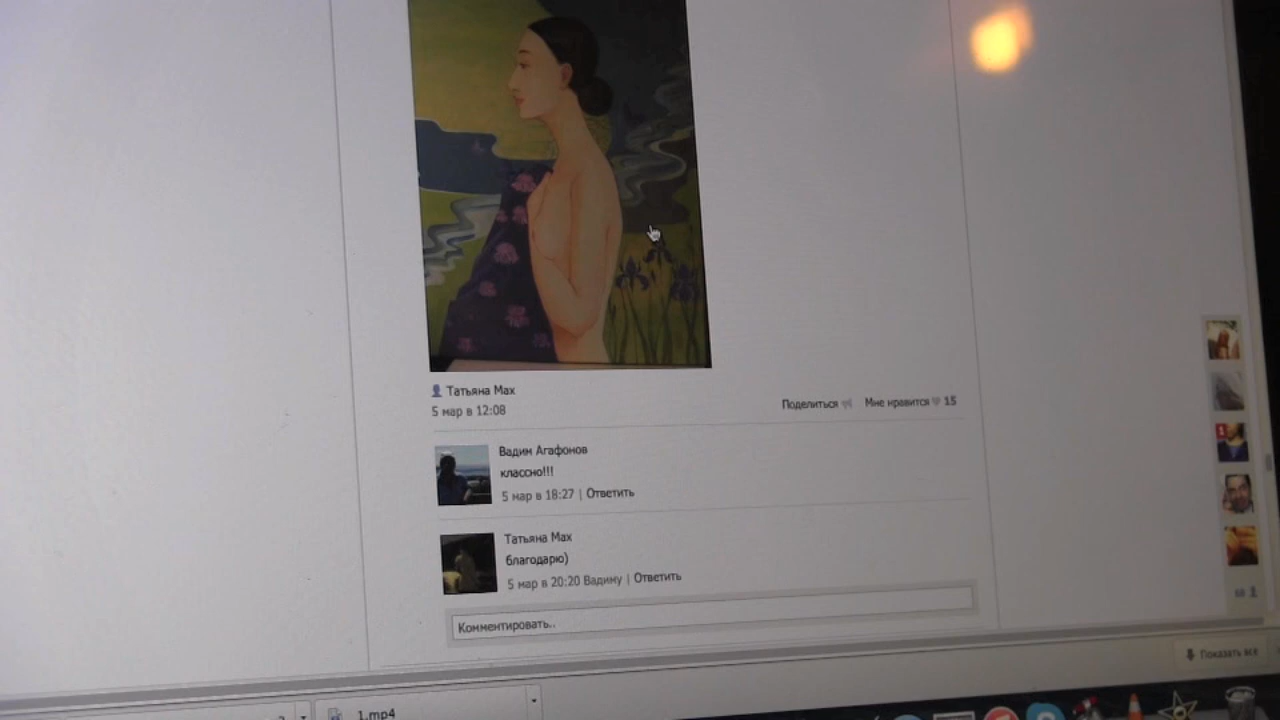 Татьяна Мах
5 мар в 12:08
Поделиться
Мне нравится 15
Вадим Агафонов
классно!!!
5 мар в 18:27 | Ответить
Татьяна Мах
благодарю)
5 мар в 20:20 Вадиму | Ответить
Комментировать..
1
Показать все
1.mp4